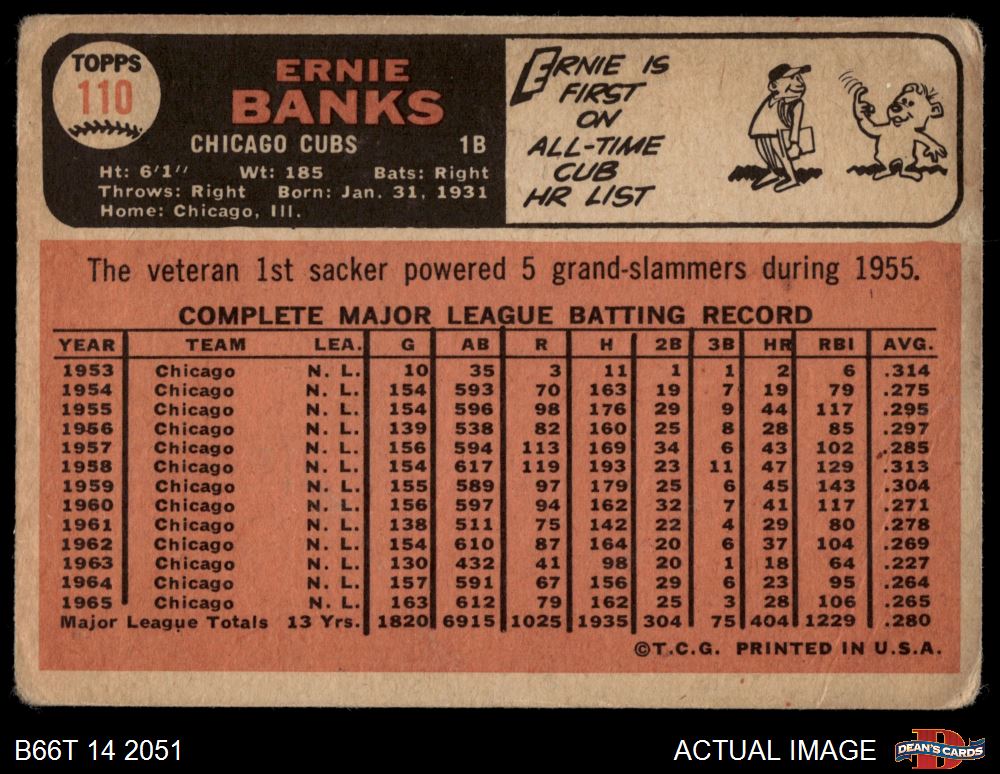 TOPPS
110
ERNIE
BANKS
CHICAGO CUBS 1B
Ht: 6'1" Wt: 185 Bats: Right
Throws: Right Born: Jan. 31, 1931
Home: Chicago, Ill.
ERNIE IS
FIRST
ON
ALL-TIME
CUB
HR LIST
The veteran 1st sacker powered 5 grand-slammers during 1955.
COMPLETE MAJOR LEAGUE BATTING RECORD
YEAR TEAM LEA. G AB R H 2B 3B HR RBI AVG.
1953 Chicago N. L. 10 35 3 11 1 1 2 6 .314
1954 Chicago N. L. 154 593 70 163 19 7 19 79 .275
1955 Chicago N. L. 154 596 98 176 29 9 44 117 .295
1956 Chicago N. L. 139 538 82 160 25 8 28 85 .297
1957 Chicago N. L. 156 594 113 169 34 6 43 102 .285
1958 Chicago N. L. 154 617 119 193 23 11 47 129 .313
1959 Chicago N. L. 155 589 97 179 25 6 45 143 .304
1960 Chicago N. L. 156 597 94 162 32 7 41 117 .271
1961 Chicago N. L. 138 511 75 142 22 4 29 80 .278
1962 Chicago N. L. 154 610 87 164 20 6 37 104 .269
1963 Chicago N. L. 130 432 41 98 20 1 18 64 .227
1964 Chicago N. L. 157 591 67 156 29 6 23 95 .264
1965 Chicago N. L. 163 612 79 162 25 3 28 106 .265
Major League Totals 13 Yrs. 1820 6915 1025 1935 304 75 404 1229 .280
©T.C.G. PRINTED IN U.S.A.
B66T 14 2051 ACTUAL IMAGE
D
DEAN'S CARDS